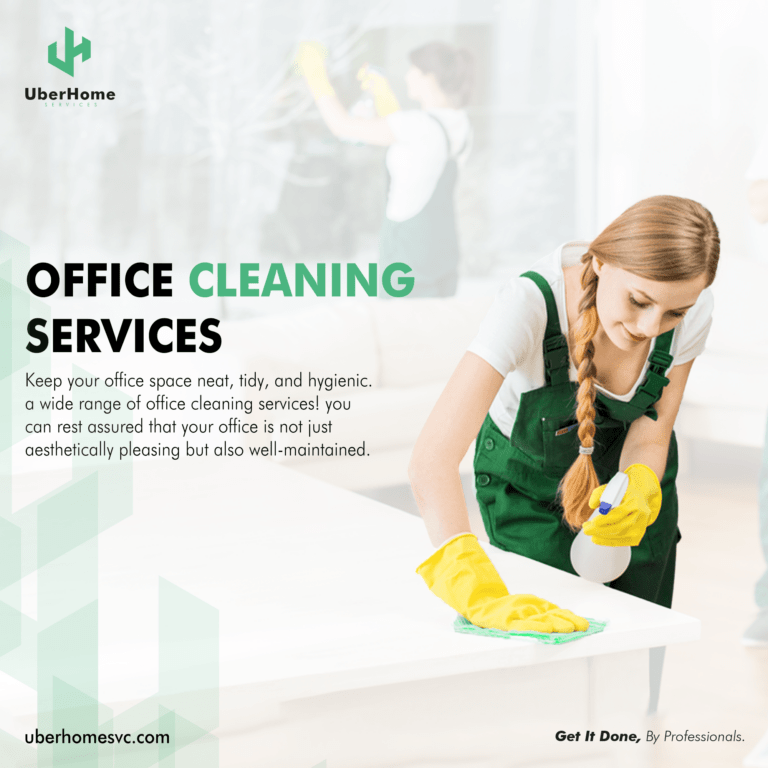 UberHome
SERVICES
OFFICE CLEANING
SERVICES
Keep your office space neat, tidy, and hygienic.
a wide range of office cleaning services! you
can rest assured that your office is not just
aesthetically pleasing but also well-maintained.
uberhomesvc.com
Get It Done, By Professionals.